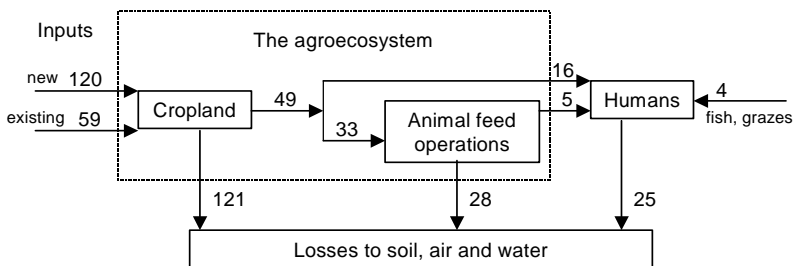 Inputs
The agroecosystem
new 120
existing 59
Cropland
49
33
Animal feed
operations
16
5
Humans
4
fish, grazes
121
28
25
Losses to soil, air and water